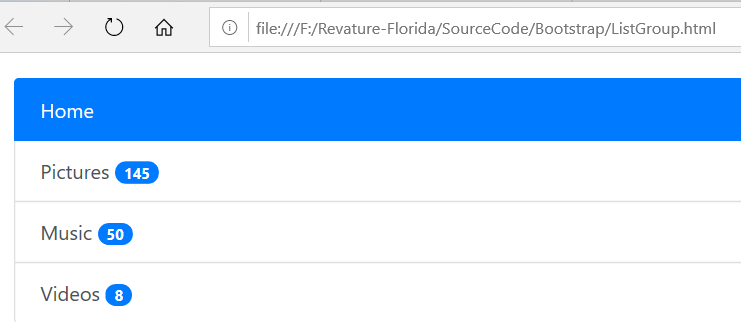 file:///F:/Revature-Florida/SourceCode/Bootstrap/ListGroup.html
Home
Pictures 145
Music 50
Videos 8